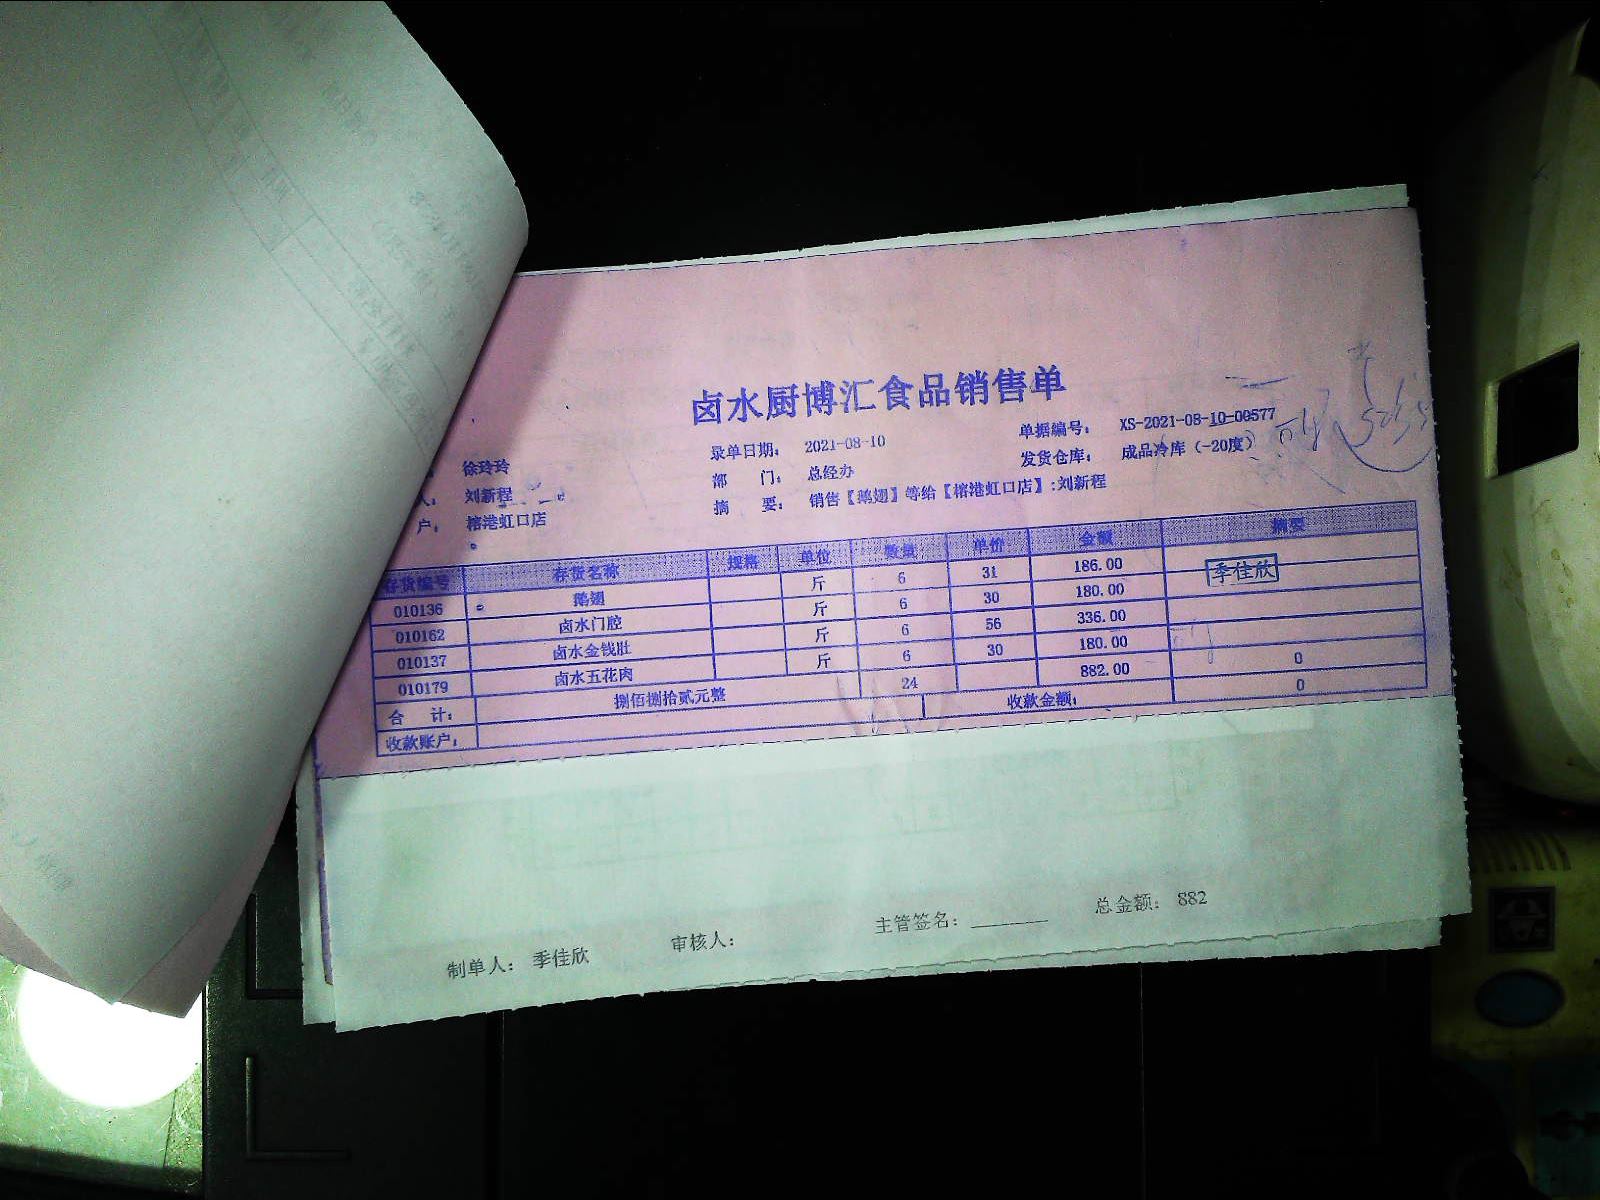 卤水厨博汇食品销售单
徐玲玲 录单日期: 2021-08-10 单据编号: XS-2021-08-10-00577
人: 刘新程 部 门: 总经办 发货仓库: 成品冷库 (-20度)
户: 榕港虹口店 摘 要: 销售【鹅翅】等给【榕港虹口店】:刘新程
存货编号 存货名称 规格 单位 数量 单价 金额 摘要
010136 鹅翅 斤 6 31 186.00
010162 卤水门腔 斤 6 30 180.00
010137 卤水金钱肚 斤 6 56 336.00
010179 卤水五花肉 斤 6 30 180.00
合 计: 捌佰捌拾贰元整 24 882.00 0
收款账户: 收款金额: 0
季佳欣
制单人: 季佳欣 审核人: 主管签名: 总金额: 882